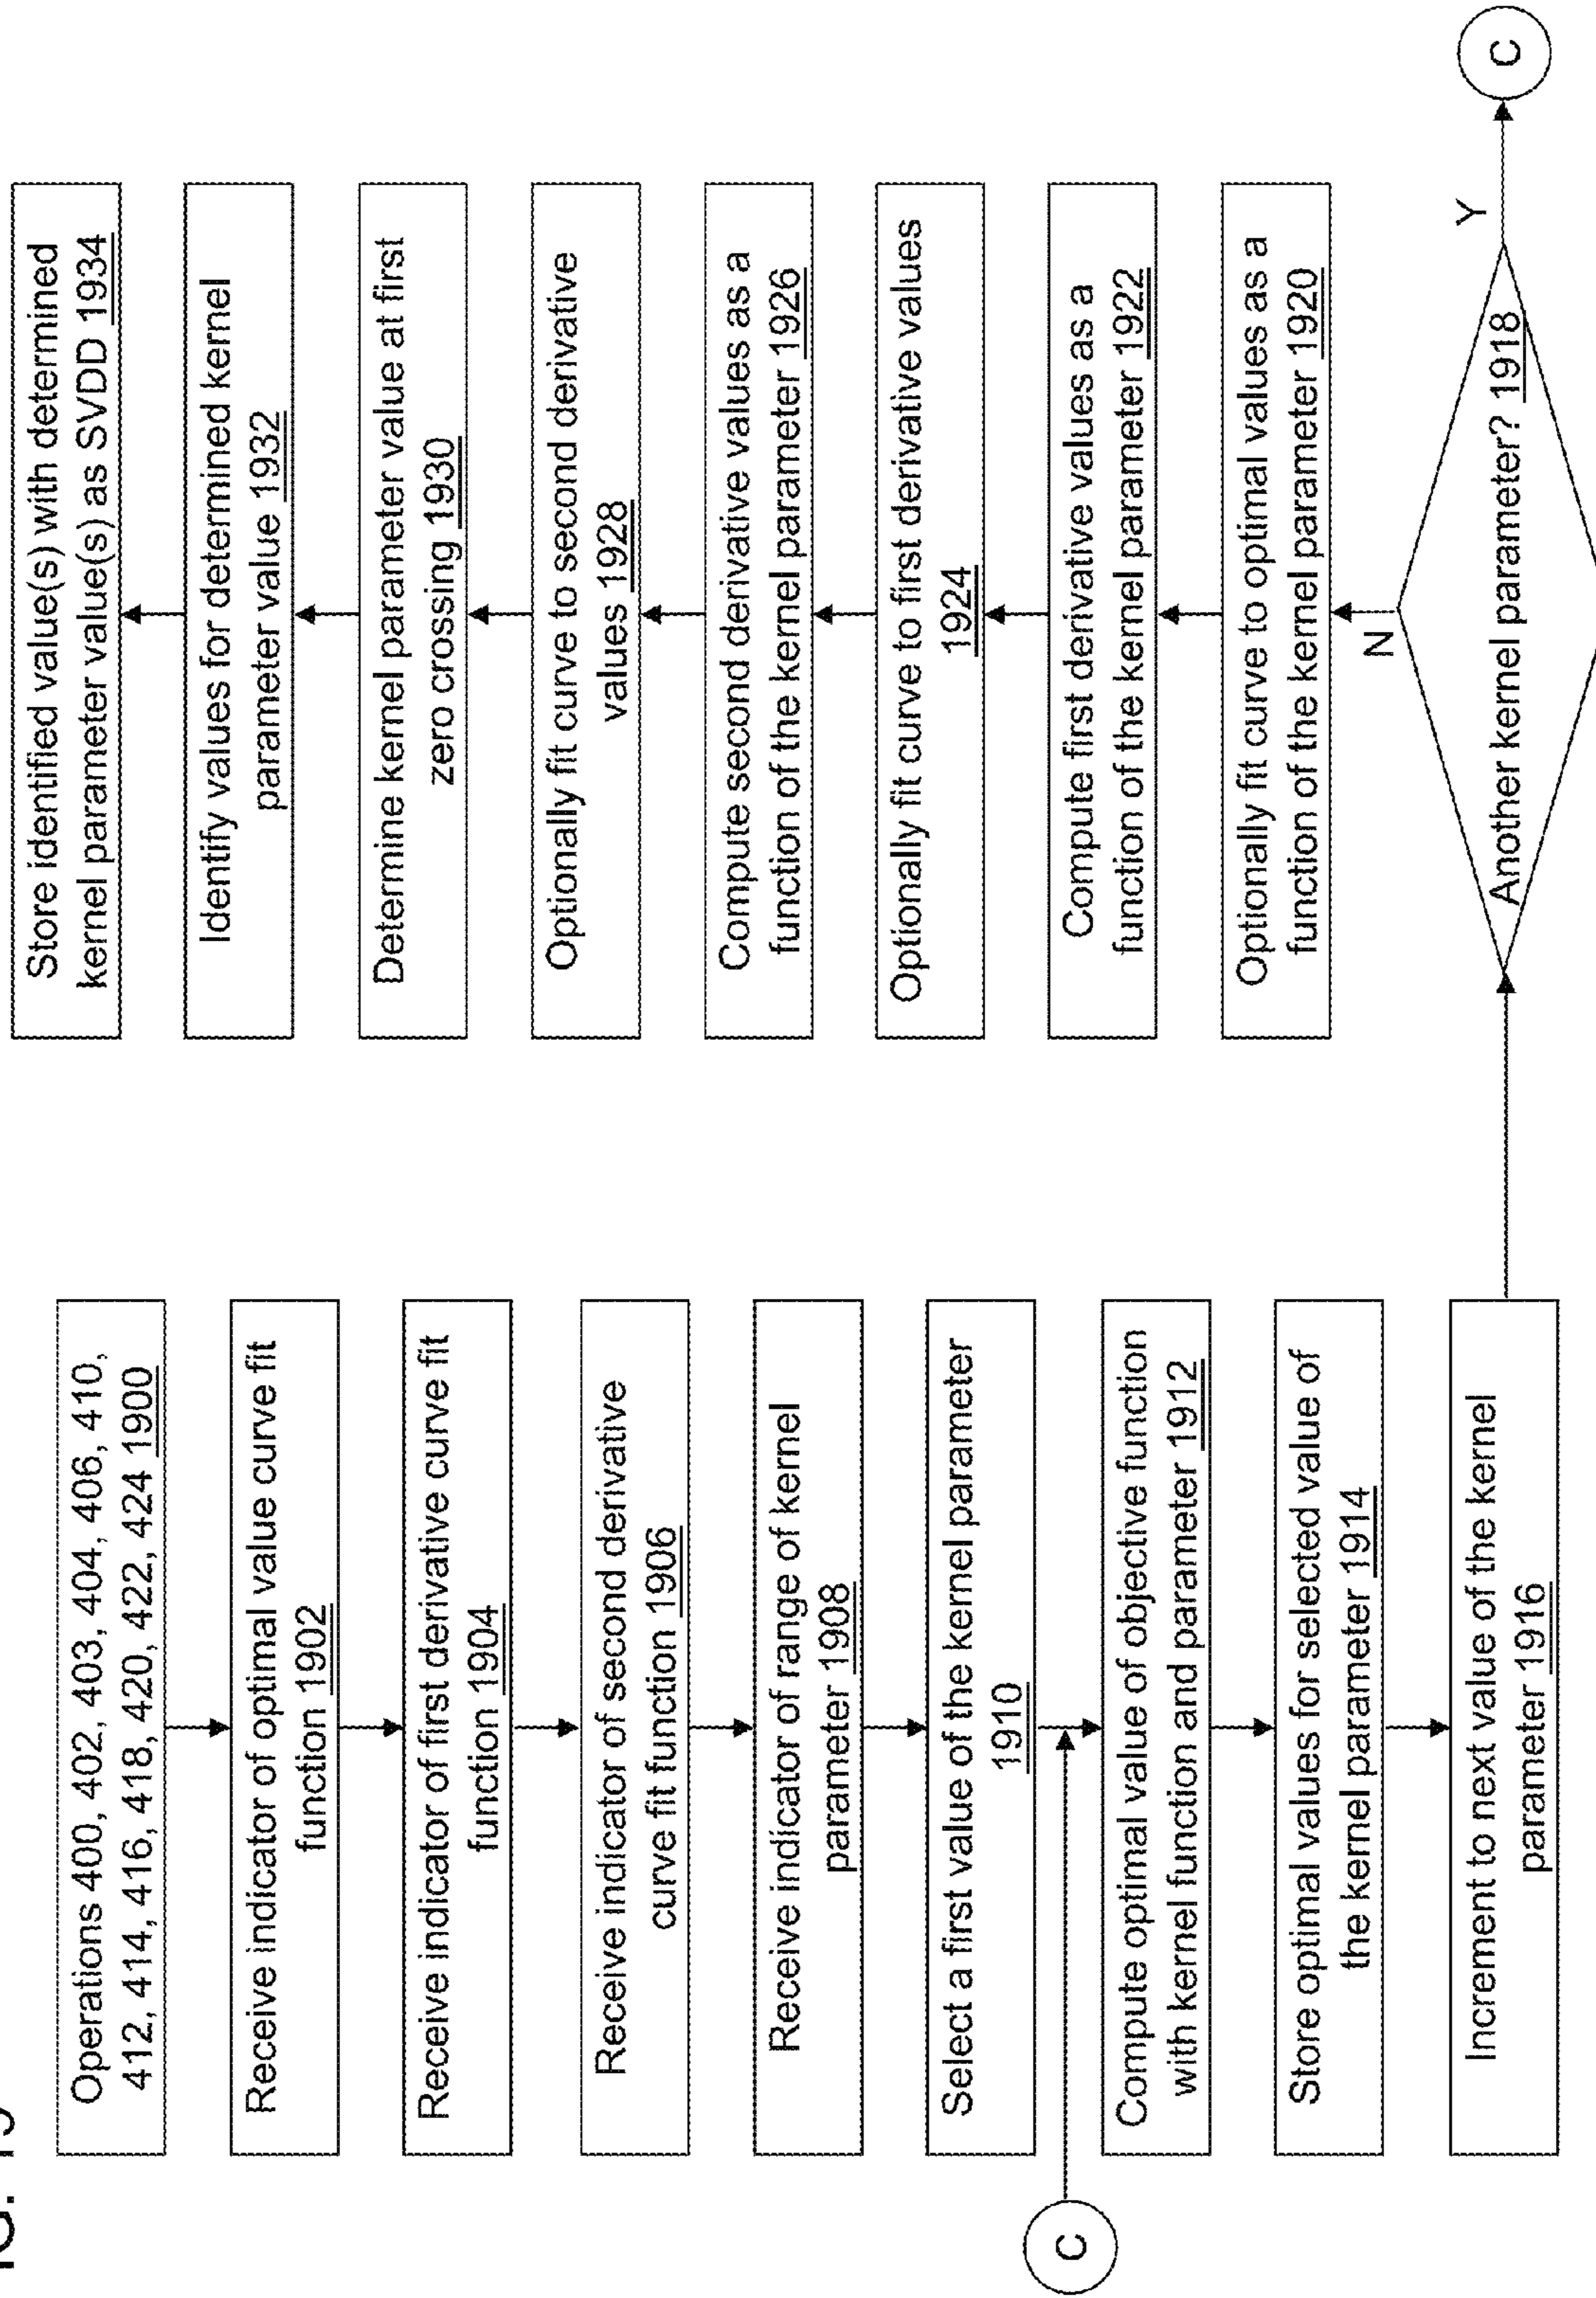 Operations 400, 402, 403, 404, 406, 410,
412, 414, 416, 418, 420, 422, 424 1900
Receive indicator of optimal value curve fit
function 1902
Receive indicator of first derivative curve fit
function 1904
Receive indicator of second derivative
curve fit function 1906
Receive indicator of range of kernel
parameter 1908
Select a first value of the kernel parameter
1910
C
Compute optimal value of objective function
with kernel function and parameter 1912
Store optimal values for selected value of
the kernel parameter 1914
Increment to next value of the kernel
parameter 1916
Another kernel parameter? 1918
Y
C
N
Optionally fit curve to optimal values as a
function of the kernel parameter 1920
Compute first derivative values as a
function of the kernel parameter 1922
Optionally fit curve to first derivative values
1924
Compute second derivative values as a
function of the kernel parameter 1926
Optionally fit curve to second derivative
values 1928
Determine kernel parameter value at first
zero crossing 1930
Identify values for determined kernel
parameter value 1932
Store identified value(s) with determined
kernel parameter value(s) as SVDD 1934